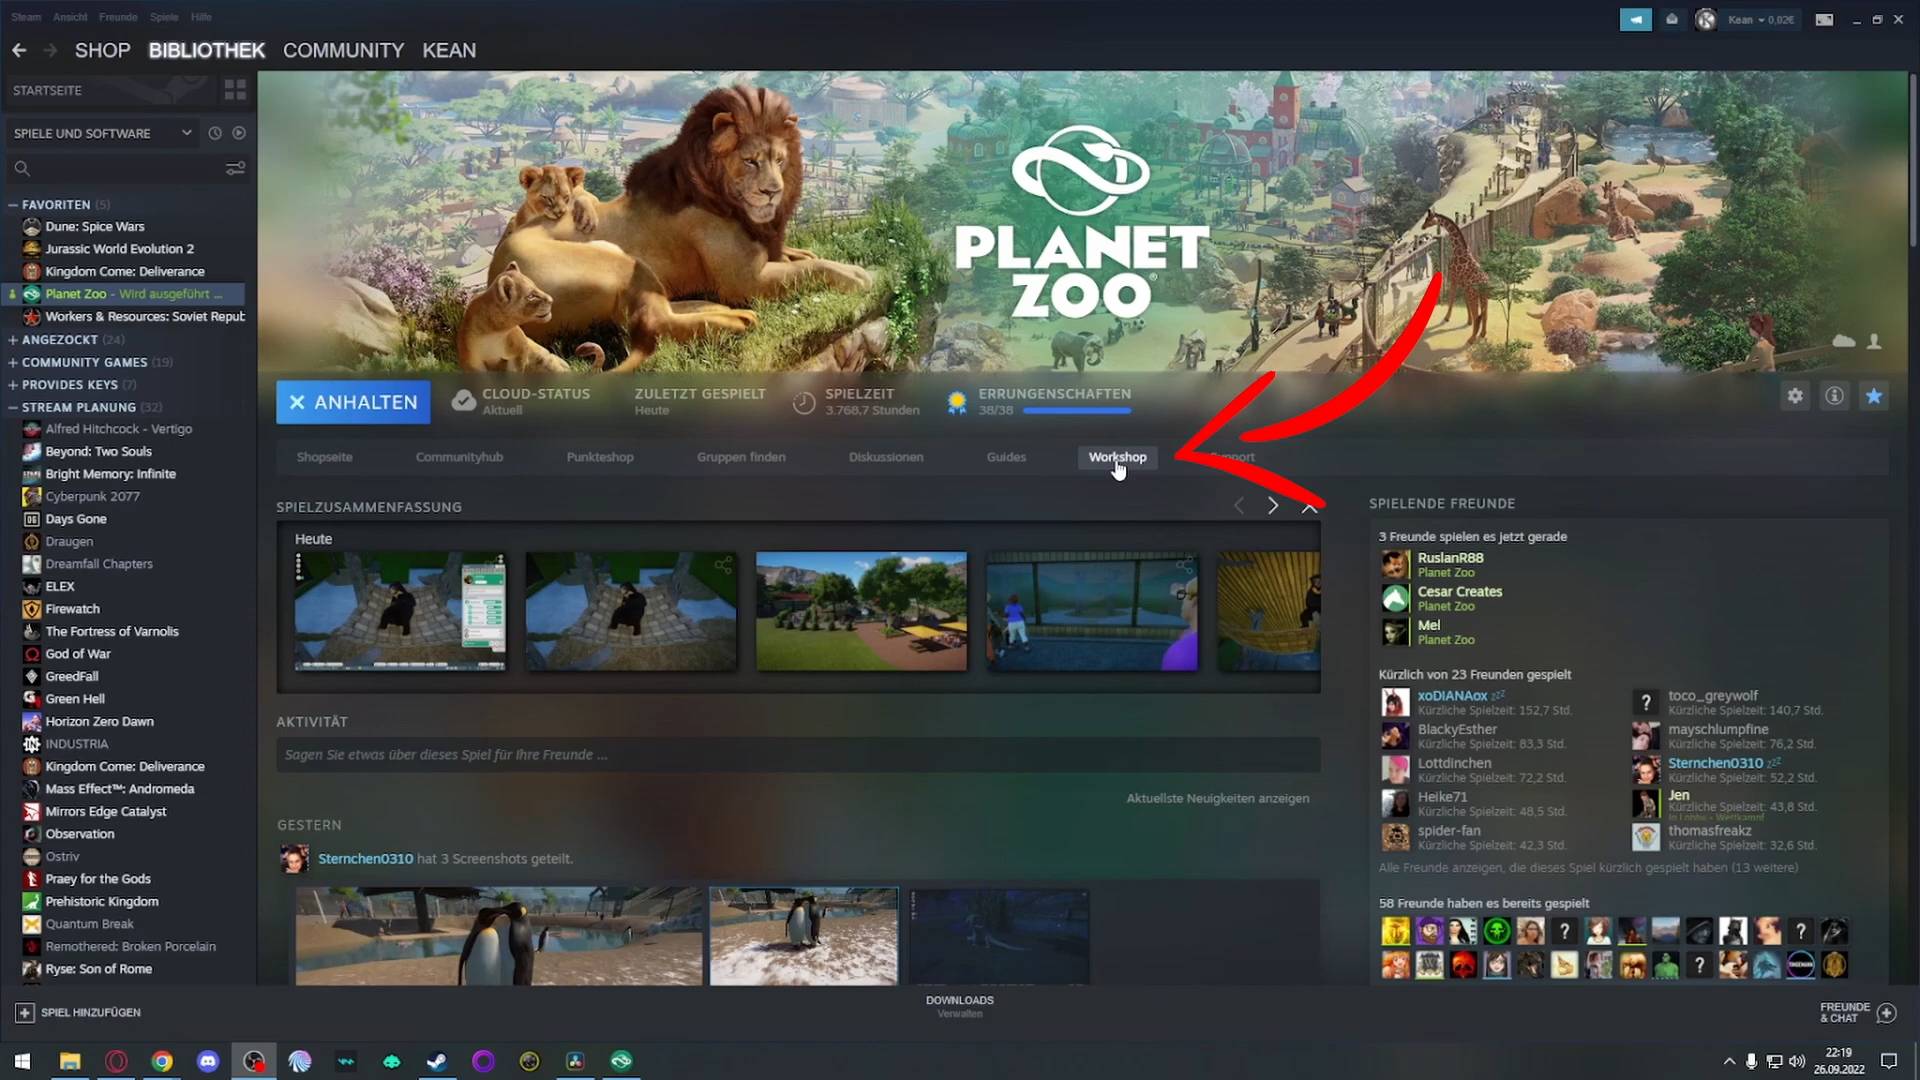 Steam Ansicht Freunde Spiele Hilfe
Kean 0,02€
SHOP BIBLIOTHEK COMMUNITY KEAN
STARTSEITE
SPIELE UND SOFTWARE
FAVORITEN (5)
Dune: Spice Wars
Jurassic World Evolution 2
Kingdom Come: Deliverance
Planet Zoo - Wird ausgeführt ...
Workers & Resources: Soviet Repub
ANGEZOCKT (24)
COMMUNITY GAMES (19)
PROVIDES KEYS (7)
STREAM PLANUNG (32)
Alfred Hitchcock - Vertigo
Beyond: Two Souls
Bright Memory: Infinite
Cyberpunk 2077
Days Gone
Draugen
Dreamfall Chapters
ELEX
Firewatch
The Fortress of Varnolis
God of War
GreedFall
Green Hell
Horizon Zero Dawn
INDUSTRIA
Kingdom Come: Deliverance
Mass Effect™: Andromeda
Mirrors Edge Catalyst
Observation
Ostriv
Praey for the Gods
Prehistoric Kingdom
Quantum Break
Remothered: Broken Porcelain
Ryse: Son of Rome
SPIEL HINZUFÜGEN
PLANET
ZOO
ANHALTEN
CLOUD-STATUS
Aktuell
ZULETZT GESPIELT
Heute
SPIELZEIT
3.768,7 Stunden
ERRUNGENSCHAFTEN
38/38
Shopseite Communityhub Punkteshop Gruppen finden Diskussionen Guides Workshop
SPIELZUSAMMENFASSUNG
Heute
AKTIVITÄT
Sagen Sie etwas über dieses Spiel für Ihre Freunde ...
Aktuellste Neuigkeiten anzeigen
GESTERN
Sternchen0310 hat 3 Screenshots geteilt.
SPIELENDE FREUNDE
3 Freunde spielen es jetzt gerade
RuslanR88
Planet Zoo
Cesar Creates
Planet Zoo
Mel
Planet Zoo
Kürzlich von 23 Freunden gespielt
xoDIANAox zzz
Kürzliche Spielzeit: 152,7 Std.
toco_greywolf
Kürzliche Spielzeit: 140,7 Std.
BlackyEsther
Kürzliche Spielzeit: 83,3 Std.
mayschlumpfine
Kürzliche Spielzeit: 76,2 Std.
Lottdinchen
Kürzliche Spielzeit: 72,2 Std.
Sternchen0310 zzz
Kürzliche Spielzeit: 52,2 Std.
Heike71
Kürzliche Spielzeit: 48,5 Std.
Jen
Kürzliche Spielzeit: 43,8 Std.
In Lobby - Wettkampf
spider-fan
Kürzliche Spielzeit: 42,3 Std.
thomasfreakz
Kürzliche Spielzeit: 32,6 Std.
Alle Freunde anzeigen, die dieses Spiel kürzlich gespielt haben (13 weitere)
58 Freunde haben es bereits gespielt
DOWNLOADS
Verwalten
FREUNDE
& CHAT
22:19
26.09.2022